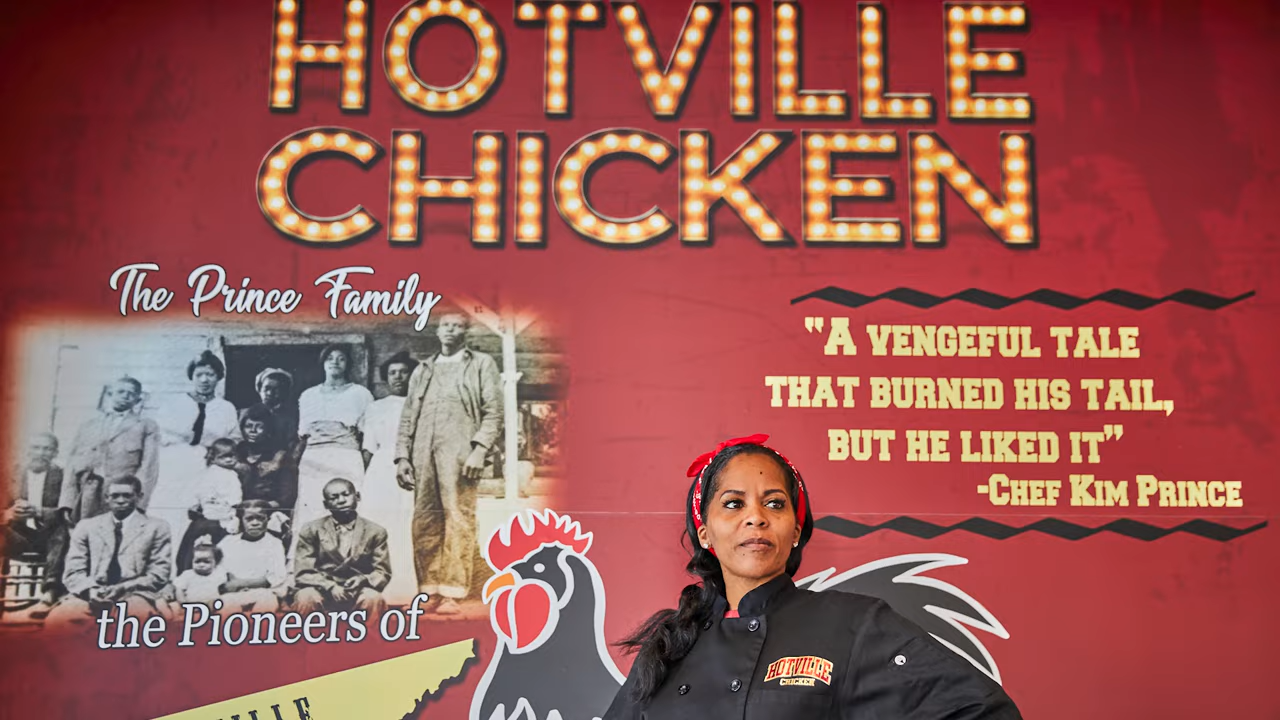 HOTVILLE
CHICKEN
The Prince Family
"A VENGEFUL TALE
THAT BURNED HIS TAIL,
BUT HE LIKED IT"
-CHEF KIM PRINCE
the Pioneers of
HOTVILLE
CHICKEN